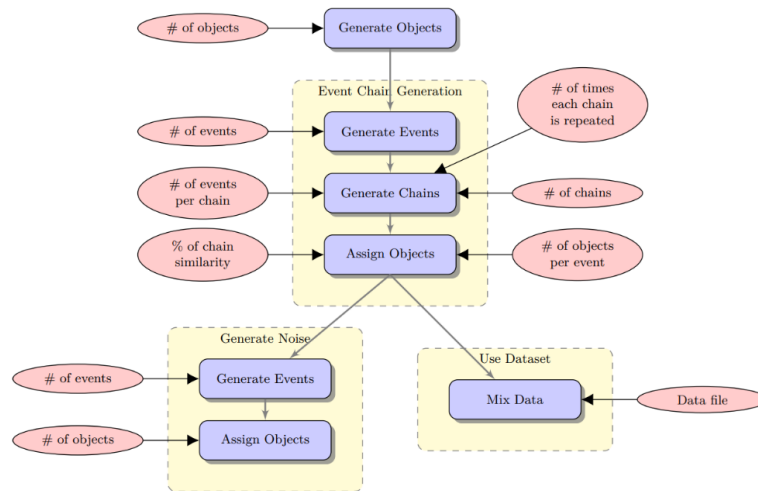 # of objects
Generate Objects
Event Chain Generation
# of times
each chain
is repeated
# of events
Generate Events
# of events
per chain
Generate Chains
# of chains
% of chain
similarity
Assign Objects
# of objects
per event
Generate Noise
Use Dataset
# of events
Generate Events
Mix Data
Data file
# of objects
Assign Objects